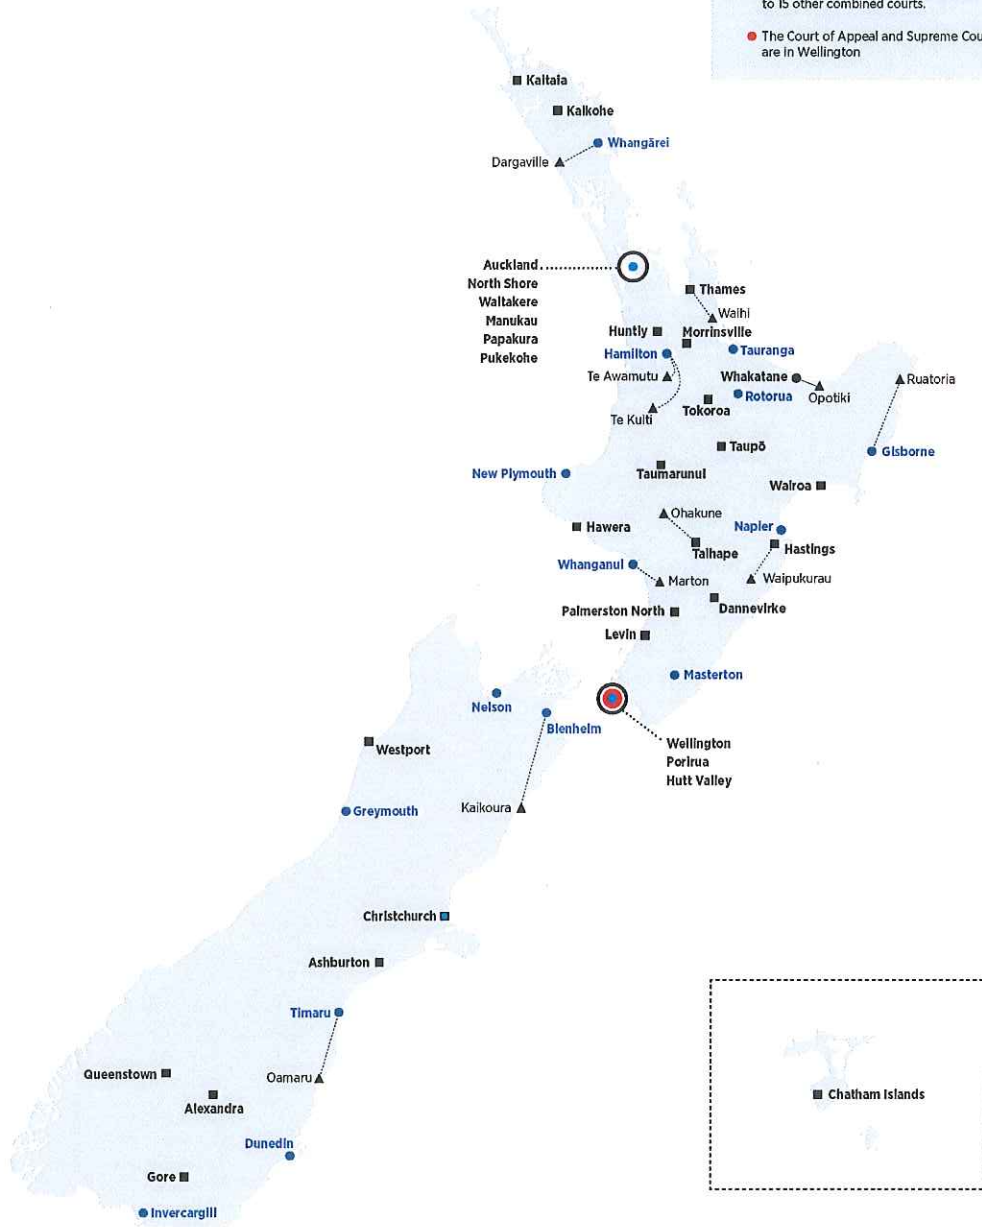 to 15 other combined courts.
The Court of Appeal and Supreme Cou
are in Wellington
Kaitaia
Kaikohe
Whangārei
Dargaville
Auckland
North Shore
Waitakere
Manukau
Papakura
Pukekohe
Thames
Waihi
Huntly
Morrinsville
Hamilton
Tauranga
Te Awamutu
Whakatane
Ruatoria
Rotorua
Opotiki
Te Kuiti
Tokoroa
Taupō
Gisborne
New Plymouth
Taumarunui
Wairoa
Ohakune
Hawera
Napier
Taihape
Hastings
Whanganui
Marton
Waipukurau
Palmerston North
Dannevirke
Levin
Masterton
Nelson
Blenheim
Wellington
Porirua
Hutt Valley
Westport
Kaikoura
Greymouth
Christchurch
Ashburton
Timaru
Queenstown
Oamaru
Alexandra
Chatham Islands
Dunedin
Gore
Invercargill